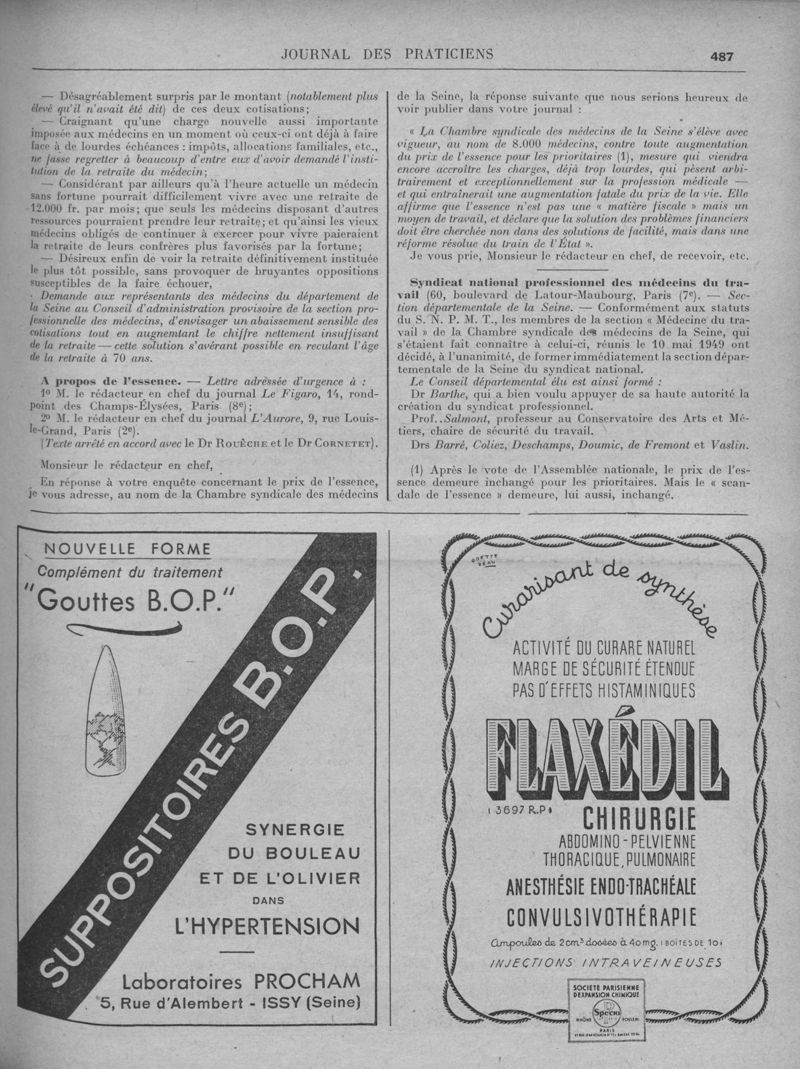 JOURNAL DES PRATICIENS
487
— Désagréablement surpris par le montant (notablement plus
élevé qu'il n'avait été dit) de ces deux cotisations;
— Craignant qu'une charge nouvelle aussi importante
imposée aux médecins en un moment où ceux-ci ont déjà à faire
face à de lourdes échéances : impôts, allocations familiales, etc.,
ne fasse regretter à beaucoup d'entre eux d'avoir demandé l'insti-
tution de la retraite du médecin;
— Considérant par ailleurs qu'à l'heure actuelle un médecin
sans fortune pourrait difficilement vivre avec une retraite de
12.000 fr. par mois; que seuls les médecins disposant d'autres
ressources pourraient prendre leur retraite; et qu'ainsi les vieux
médecins obligés de continuer à exercer pour vivre paieraient
la retraite de leurs confrères plus favorisés par la fortune;
— Désireux enfin de voir la retraite définitivement instituée
le plus tôt possible, sans provoquer de bruyantes oppositions
susceptibles de la faire échouer,
Demande aux représentants des médecins du département de
la Seine au Conseil d'administration provisoire de la section pro-
fessionnelle des médecins, d'envisager un abaissement sensible des
cotisations tout en augmentant le chiffre nettement insuffisant
de la retraite — cette solution s'avérant possible en reculant l'âge
de la retraite à 70 ans.
A propos de l'essence. — Lettre adressée d'urgence à :
1º M. le rédacteur en chef du journal Le Figaro, 14, rond-
point des Champs-Élysées, Paris (8e);
2º M. le rédacteur en chef du journal L'Aurore, 9, rue Louis-
le-Grand, Paris (2e).
(Texte arrêté en accord avec le Dr ROUÈCHE et le Dr CORNETET).
Monsieur le rédacteur en chef,
En réponse à votre enquête concernant le prix de l'essence,
je vous adresse, au nom de la Chambre syndicale des médecins
de la Seine, la réponse suivante que nous serions heureux de
voir publier dans votre journal :
« La Chambre syndicale des médecins de la Seine s'élève avec
vigueur, au nom de 8.000 médecins, contre toute augmentation
du prix de l'essence pour les prioritaires (1), mesure qui viendra
encore accroître les charges, déjà trop lourdes, qui pèsent arbi-
trairement et exceptionnellement sur la profession médicale —
et qui entraînerait une augmentation fatale du prix de la vie. Elle
affirme que l'essence n'est pas une « matière fiscale » mais un
moyen de travail, et déclare que la solution des problèmes financiers
doit être cherchée non dans des solutions de facilité, mais dans une
réforme résolue du train de l'État ».
Je vous prie, Monsieur le rédacteur en chef, de recevoir, etc.
Syndicat national professionnel des médecins du tra-
vail (60, boulevard de Latour-Maubourg, Paris (7e). — Sec-
tion départementale de la Seine. — Conformément aux statuts
du S. N. P. M. T., les membres de la section « Médecine du tra-
vail » de la Chambre syndicale des médecins de la Seine, qui
s'étaient fait connaître à celui-ci, réunis le 10 mai 1949 ont
décidé, à l'unanimité, de former immédiatement la section dépar-
tementale de la Seine du syndicat national.
Le Conseil départemental élu est ainsi formé :
Dr Barthe, qui a bien voulu appuyer de sa haute autorité la
création du syndicat professionnel.
Prof. Salmont, professeur au Conservatoire des Arts et Mé-
tiers, chaire de sécurité du travail.
Drs Barré, Coliez, Deschamps, Doumic, de Fremont et Vaslin.
(1) Après le vote de l'Assemblée nationale, le prix de l'es-
sence demeure inchangé pour les prioritaires. Mais le « scan-
dale de l'essence » demeure, lui aussi, inchangé.
NOUVELLE FORME
Complément du traitement
"Gouttes B.O.P."
SUPPOSITOIRES B.O.P.
SYNERGIE
DU BOULEAU
ET DE L'OLIVIER
DANS
L'HYPERTENSION
Laboratoires PROCHAM
5, Rue d'Alembert - ISSY (Seine)
ODETTE
Curarisant de synthèse
ACTIVITÉ DU CURARE NATUREL
MARGE DE SÉCURITÉ ÉTENDUE
PAS D'EFFETS HISTAMINIQUES
FLAXÉDIL
(3697 R.P)
CHIRURGIE
ABDOMINO-PELVIENNE
THORACIQUE, PULMONAIRE
ANESTHÉSIE ENDO-TRACHÉALE
CONVULSIVOTHÉRAPIE
Ampoules de 2cm³ dosées à 40mg. (BOÎTES DE 10)
INJECTIONS INTRAVEINEUSES
SOCIÉTÉ PARISIENNE
D'EXPANSION CHIMIQUE
Specia
RHÔNE POULENC
PARIS